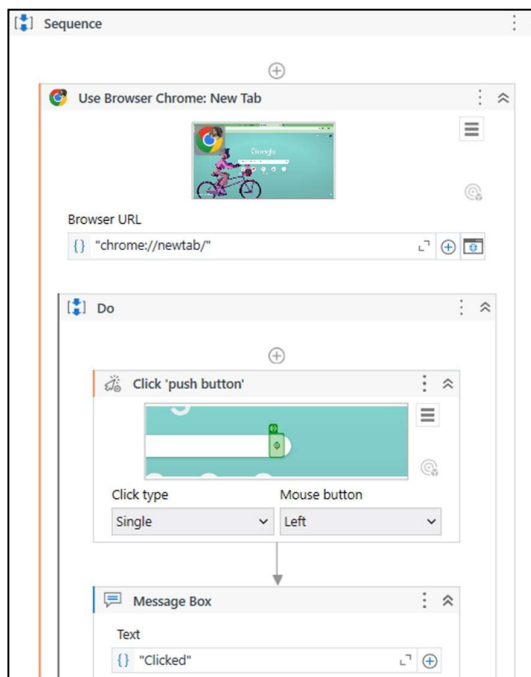 Sequence
Use Browser Chrome: New Tab
Google
Browser URL
{} "chrome://newtab/"
Do
Click 'push button'
Click type Mouse button
Single Left
Message Box
Text
{} "Clicked"